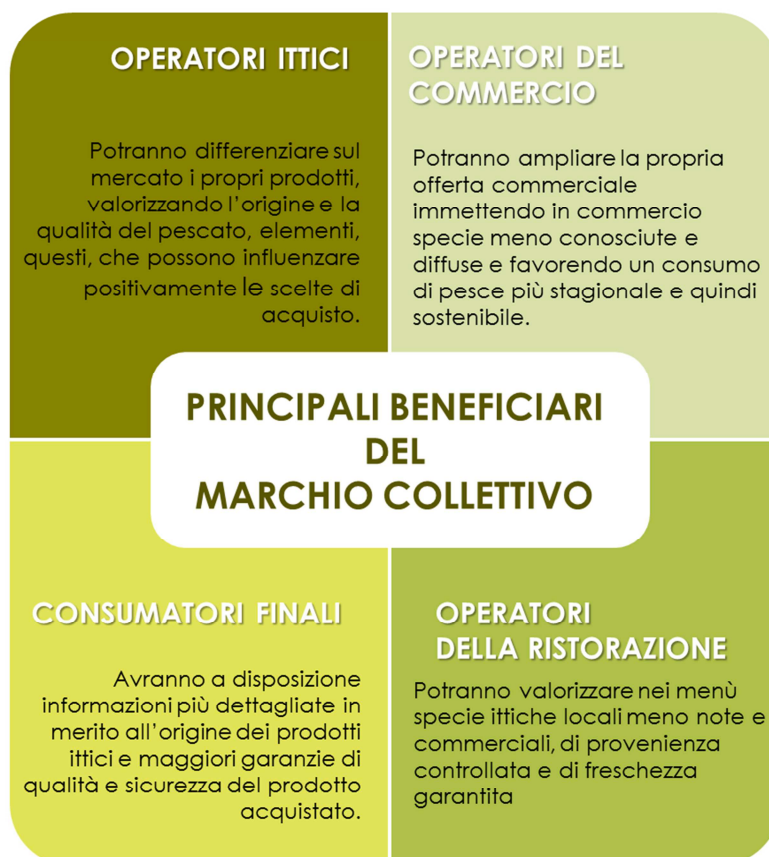 OPERATORI ITTICI
Potranno differenziare sul
mercato i propri prodotti,
valorizzando l'origine e la
qualità del pescato, elementi,
questi, che possono influenzare
positivamente le scelte di
acquisto.
OPERATORI DEL
COMMERCIO
Potranno ampliare la propria
offerta commerciale
immettendo in commercio
specie meno conosciute e
diffuse e favorendo un consumo
di pesce più stagionale e quindi
sostenibile.
PRINCIPALI BENEFICIARI
DEL
MARCHIO COLLETTIVO
CONSUMATORI FINALI
Avranno a disposizione
informazioni più dettagliate in
merito all'origine dei prodotti
ittici e maggiori garanzie di
qualità e sicurezza del prodotto
acquistato.
OPERATORI
DELLA RISTORAZIONE
Potranno valorizzare nei menù
specie ittiche locali meno note e
commerciali, di provenienza
controllata e di freschezza
garantita